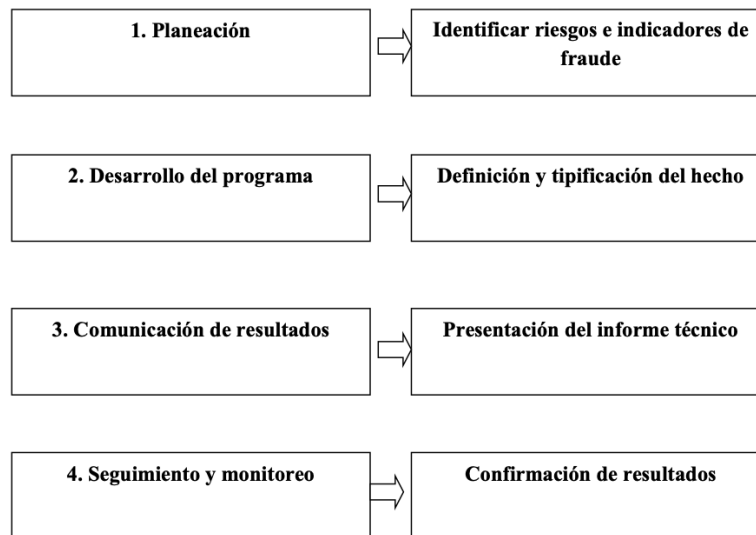 1. Planeación
Identificar riesgos e indicadores de
fraude
2. Desarrollo del programa
Definición y tipificación del hecho
3. Comunicación de resultados
Presentación del informe técnico
4. Seguimiento y monitoreo
Confirmación de resultados